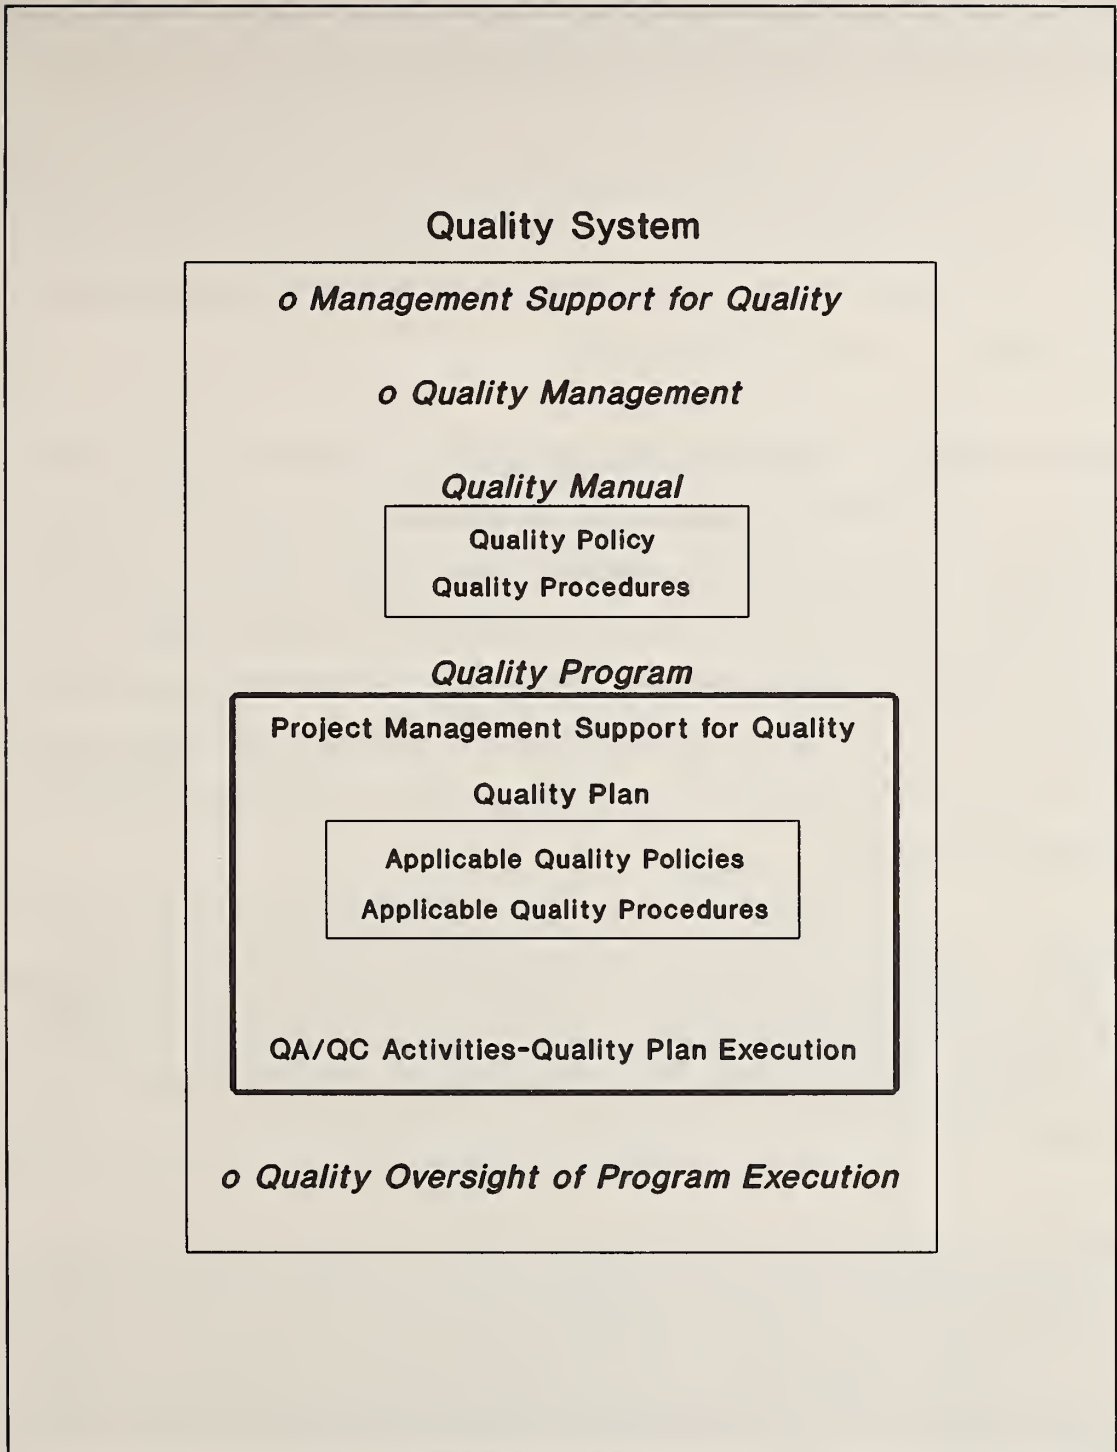 Quality System
o Management Support for Quality
o Quality Management
Quality Manual
Quality Policy
Quality Procedures
Quality Program
Project Management Support for Quality
Quality Plan
Applicable Quality Policies
Applicable Quality Procedures
QA/QC Activities-Quality Plan Execution
o Quality Oversight of Program Execution